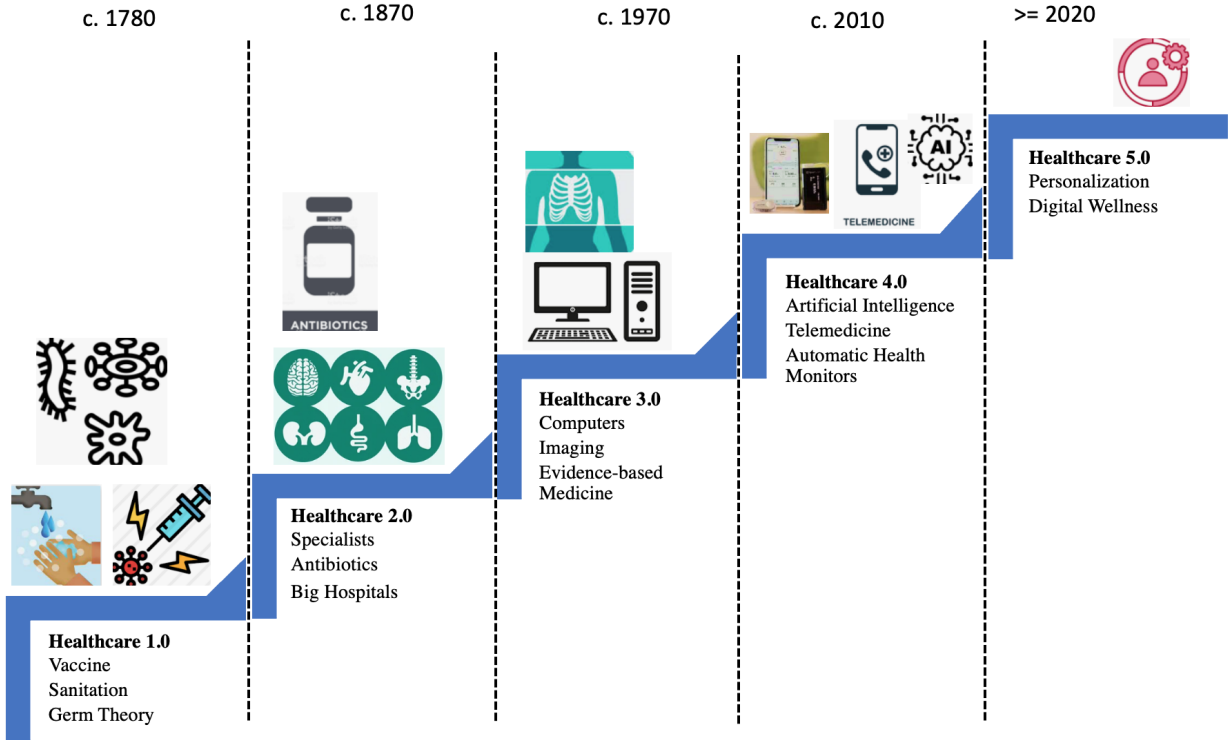 c. 1780
c. 1870
c. 1970
c. 2010
>= 2020
Healthcare 5.0
Personalization
Digital Wellness
AI
TELEMEDICINE
Healthcare 4.0
Artificial Intelligence
Telemedicine
Automatic Health
Monitors
Healthcare 3.0
Computers
Imaging
Evidence-based
Medicine
ANTIBIOTICS
Healthcare 2.0
Specialists
Antibiotics
Big Hospitals
Healthcare 1.0
Vaccine
Sanitation
Germ Theory